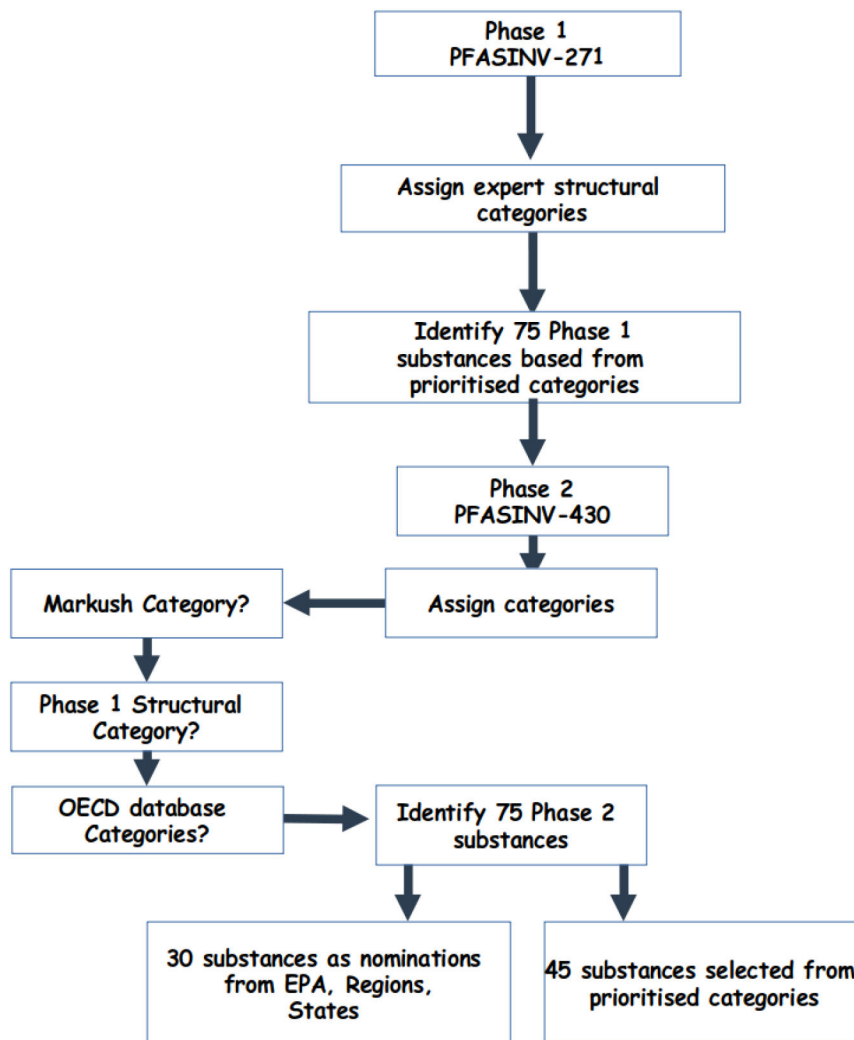 Phase 1
PFASINV-271
Assign expert structural
categories
Identify 75 Phase 1
substances based from
prioritised categories
Phase 2
PFASINV-430
Assign categories
Markush Category?
Phase 1 Structural
Category?
OECD database
Categories?
Identify 75 Phase 2
substances
30 substances as nominations
from EPA, Regions,
States
45 substances selected from
prioritised categories